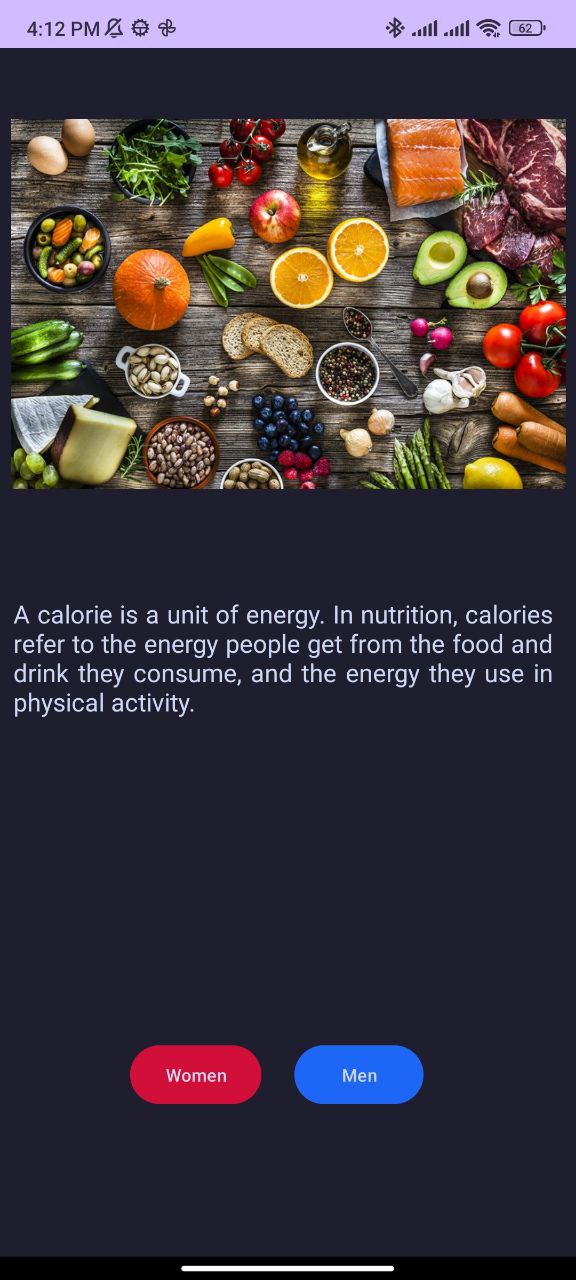 4:12 PM
62
A calorie is a unit of energy. In nutrition, calories
refer to the energy people get from the food and
drink they consume, and the energy they use in
physical activity.
Women
Men